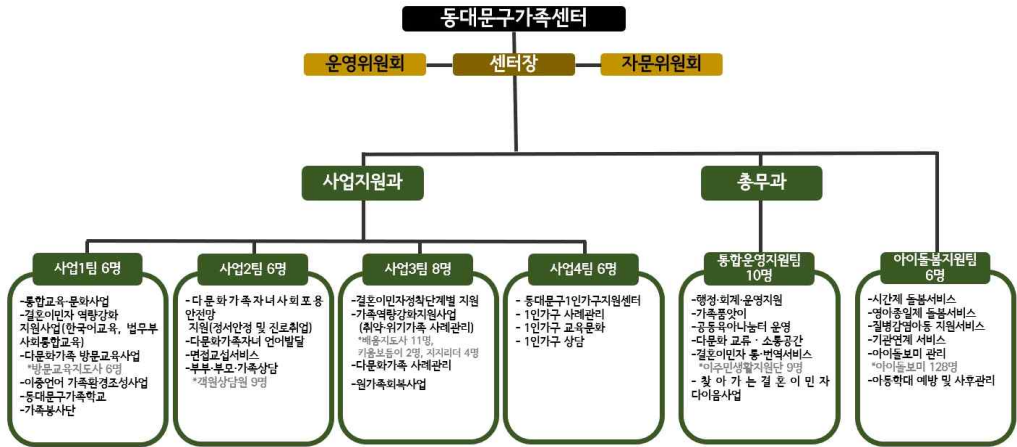 동대문구가족센터
운영위원회
센터장
자문위원회
사업지원과
총무과
사업1팀 6명
-통합교육·문화사업
-결혼이민자 역량강화
지원사업(한국어교육, 법무부
사회통합교육)
-다문화가족 방문교육사업
*방문교육지도사 6명
-이중언어 가족환경조성사업
-동대문구가족학교
-가족봉사단
사업2팀 6명
- 다문화가족자녀사회포용
안전망
지원(정서안정 및 진로취업)
-다문화가족자녀 언어발달
-면접교섭서비스
-부부·부모·가족상담
*객원상담원 9명
사업3팀 8명
-결혼이민자정착단계별 지원
-가족역량강화지원사업
(취약·위기가족 사례관리)
*배움지도사 11명,
키움보듬이 2명, 지지리더 4명
-다문화가족 사례관리
-원가족회복사업
사업4팀 6명
- 동대문구1인가구지원센터
- 1인가구 사례관리
- 1인가구 교육문화
- 1인가구 상담
통합운영지원팀
10명
-행정·회계·운영지원
-가족품앗이
-공동육아나눔터 운영
-다문화 교류·소통공간
-결혼이민자 통·번역서비스
*이주민생활지원단 9명
- 찾아가는결혼이민자
다이음사업
아이돌봄지원팀
6명
-시간제 돌봄서비스
-영아종일제 돌봄서비스
-질병감염아동 지원서비스
-기관연계 서비스
-아이돌보미 관리
*아이돌보미 128명
-아동학대 예방 및 사후관리